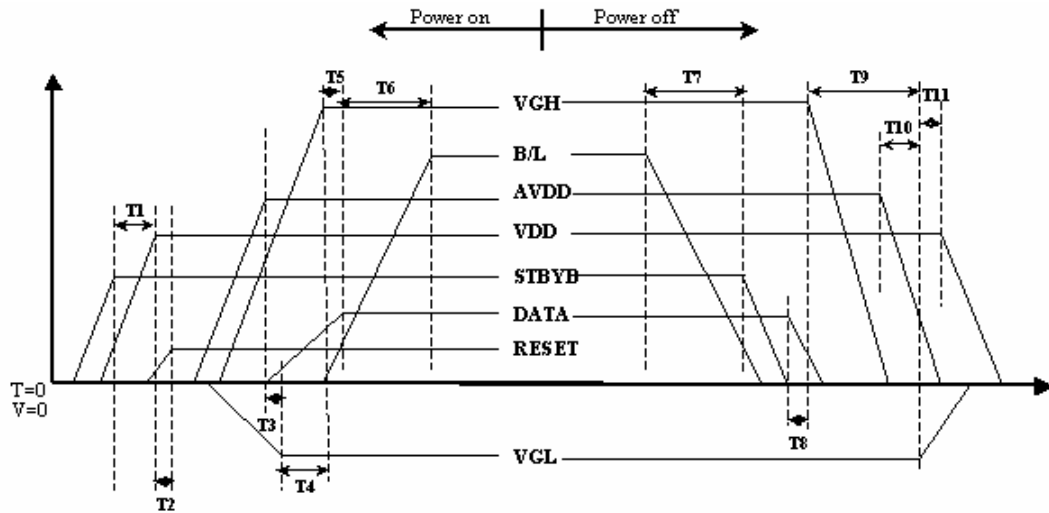 Power on
Power off
T5
T6
T7
T9
T11
VGH
T10
B/L
AVDD
T1
VDD
STBYB
DATA
RESET
T=0
V=0
T3
T8
VGL
T4
T2